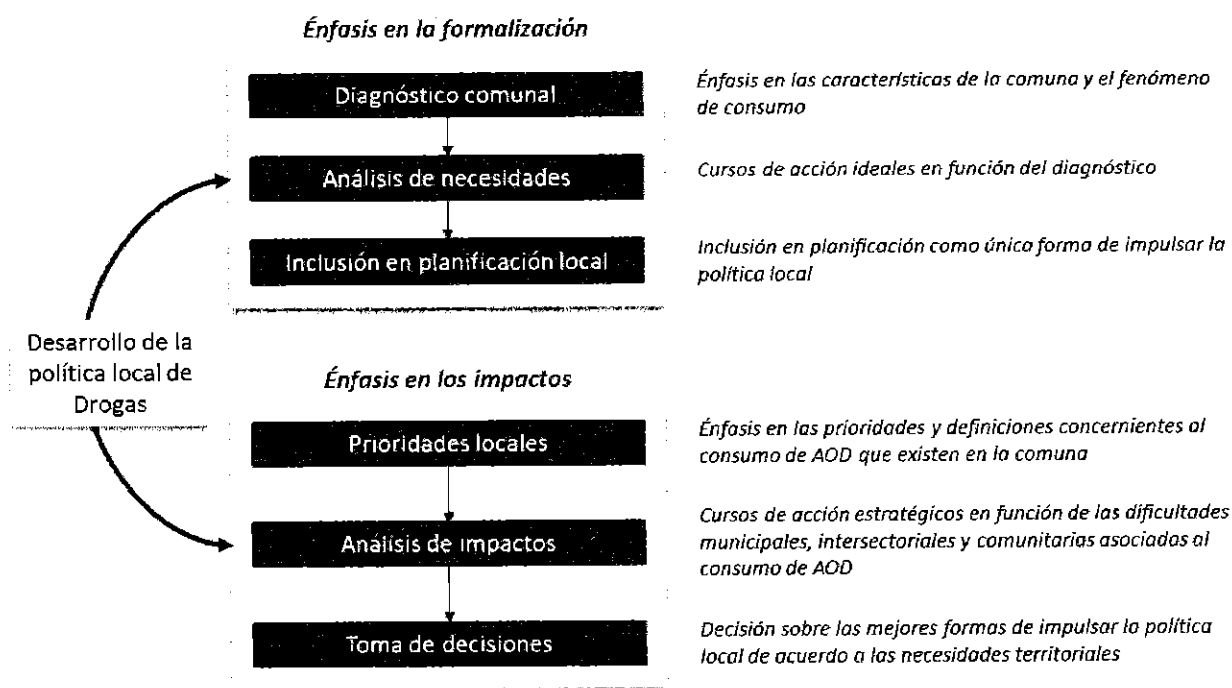 Énfasis en la formalización
Diagnóstico comunal
Énfasis en las características de la comuna y el fenómeno
de consumo
Análisis de necesidades
Cursos de acción ideales en función del diagnóstico
Inclusión en planificación local
Inclusión en planificación como única forma de impulsar la
política local
Desarrollo de la
política local de
Drogas
Énfasis en los impactos
Prioridades locales
Énfasis en las prioridades y definiciones concernientes al
consumo de AOD que existen en la comuna
Análisis de impactos
Cursos de acción estratégicos en función de las dificultades
municipales, intersectoriales y comunitarias asociados al
consumo de AOD
Toma de decisiones
Decisión sobre las mejores formas de impulsar la política
local de acuerdo a las necesidades territoriales